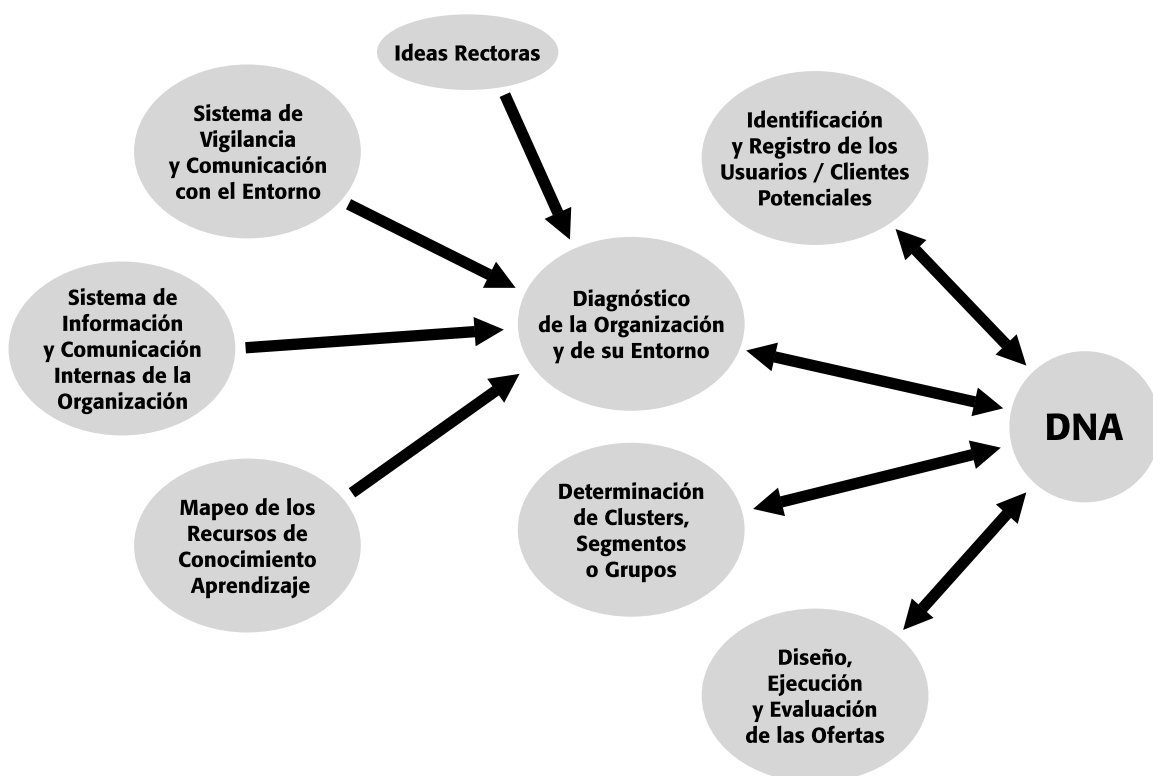 Ideas Rectoras
Sistema de
Vigilancia
y Comunicación
con el Entorno
Identificación
y Registro de los
Usuarios / Clientes
Potenciales
Sistema de
Información
y Comunicación
Internas de la
Organización
Diagnóstico
de la Organización
y de su Entorno
DNA
Mapeo de los
Recursos de
Conocimiento
Aprendizaje
Determinación
de Clusters,
Segmentos
o Grupos
Diseño,
Ejecución
y Evaluación
de las Ofertas